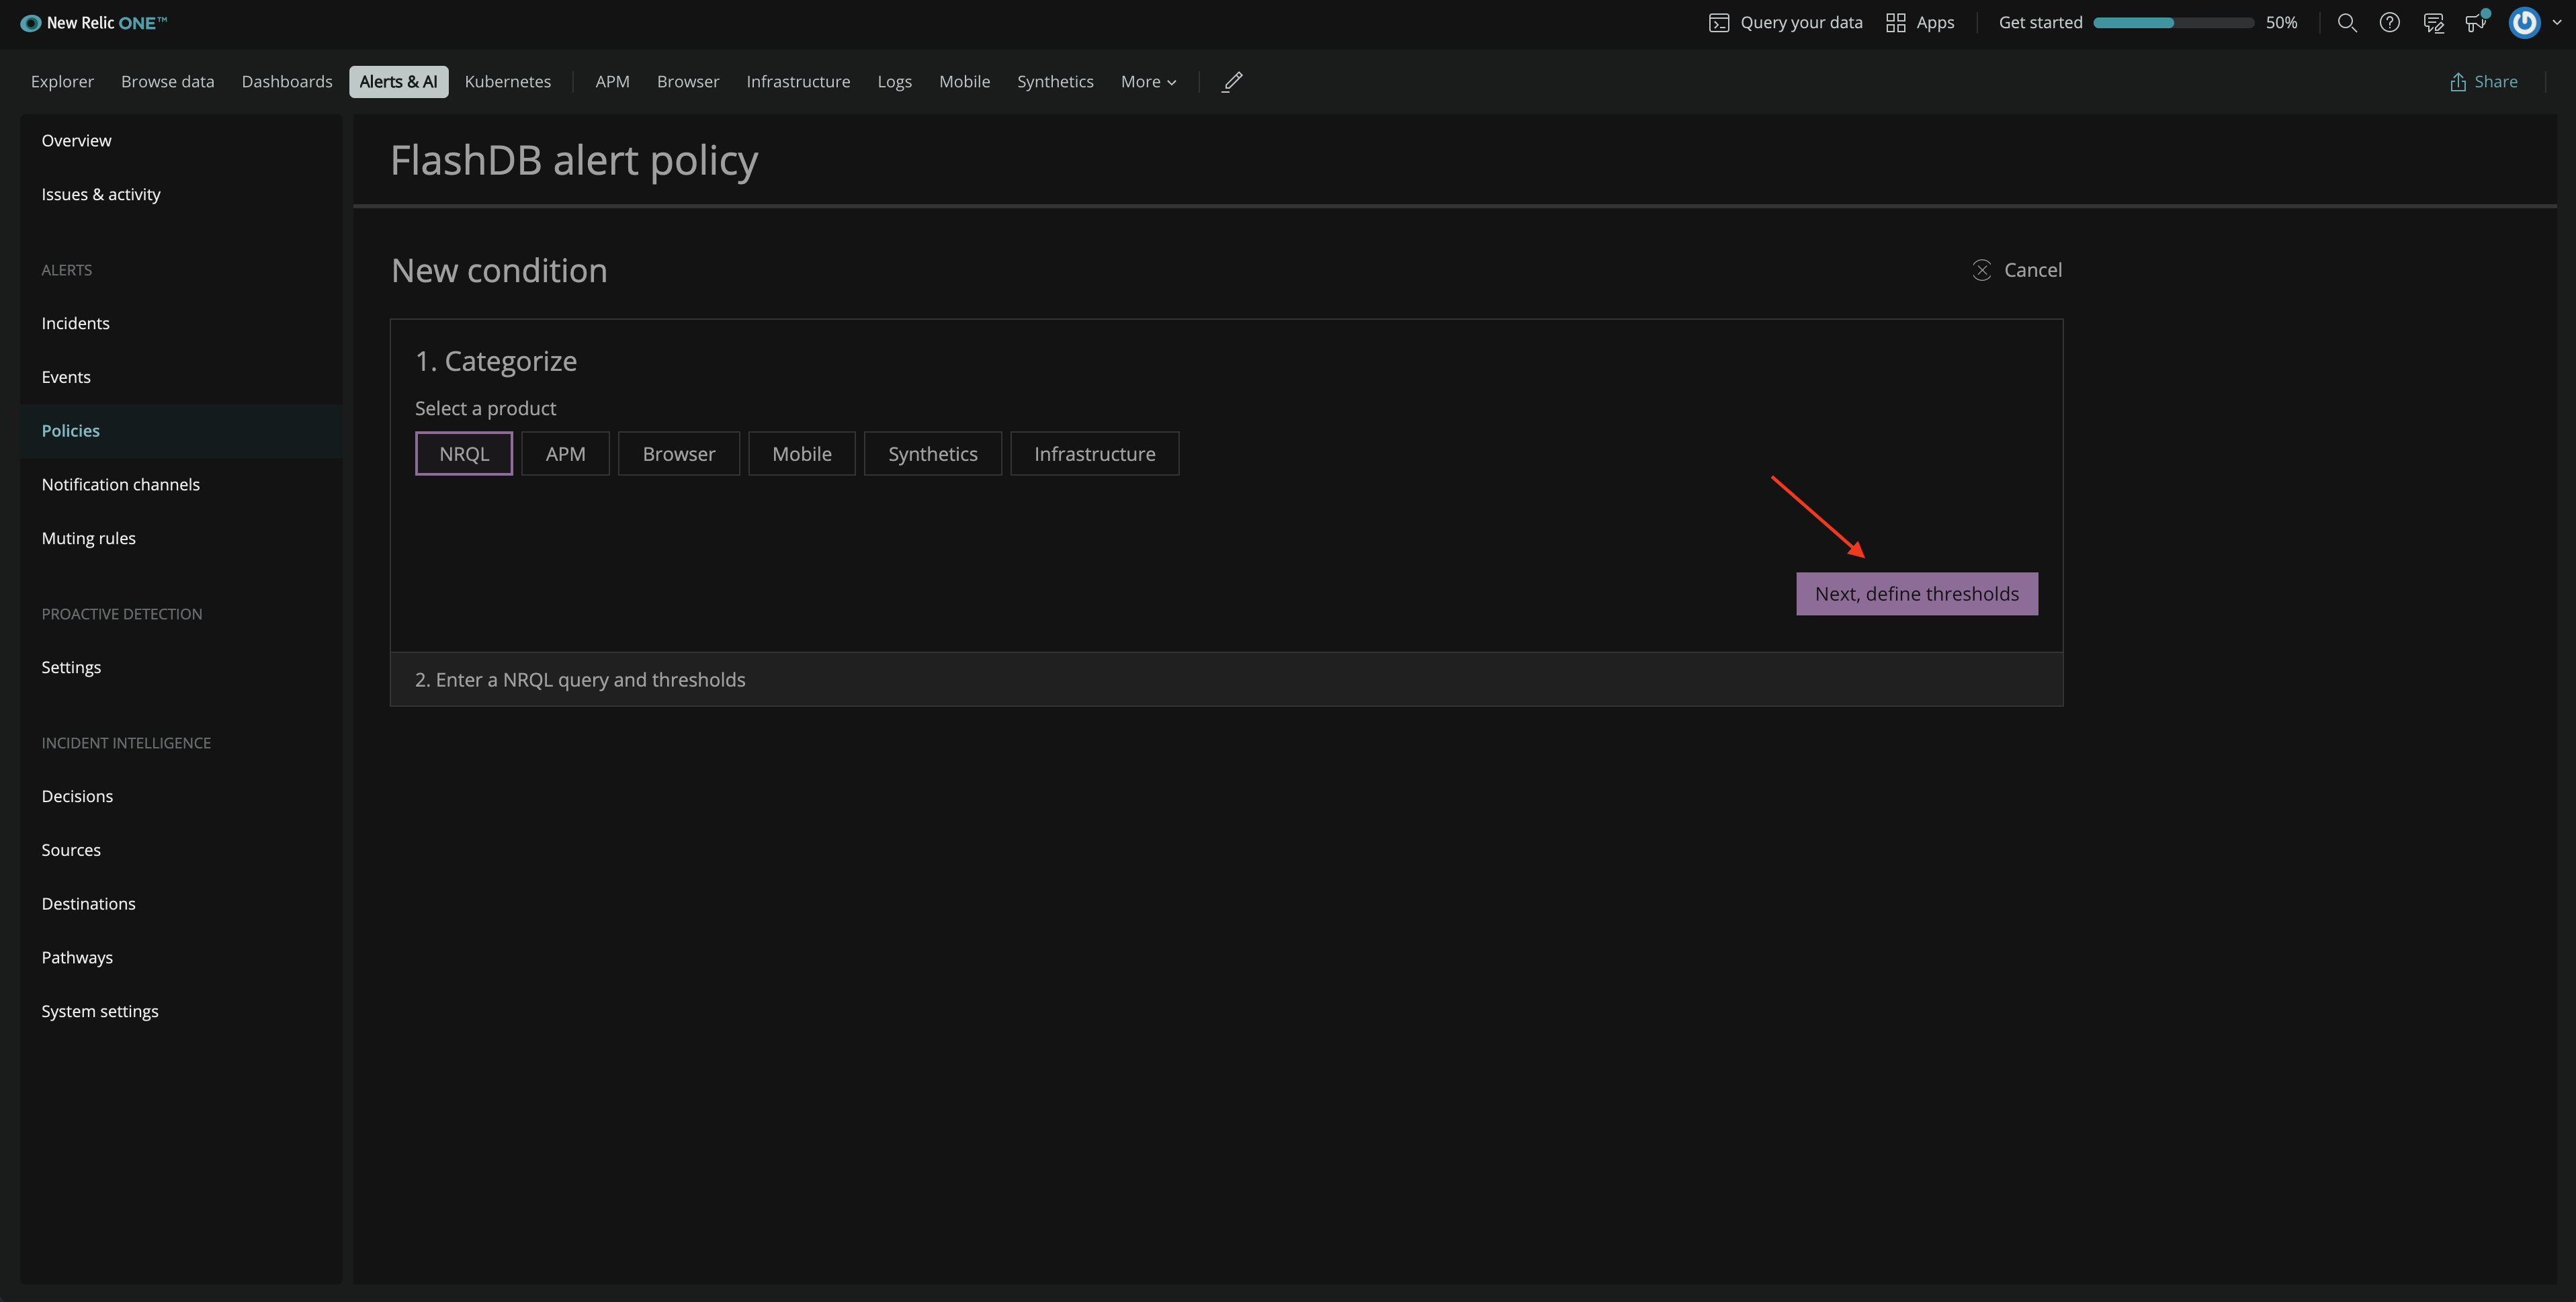 New Relic ONE™
Query your data
Apps
Get started
50%
Explorer
Browse data
Dashboards
Alerts & AI
Kubernetes
APM
Browser
Infrastructure
Logs
Mobile
Synthetics
More
Share
Overview
Issues & activity
ALERTS
Incidents
Events
Policies
Notification channels
Muting rules
PROACTIVE DETECTION
Settings
INCIDENT INTELLIGENCE
Decisions
Sources
Destinations
Pathways
System settings
FlashDB alert policy
New condition
Cancel
1. Categorize
Select a product
NRQL
APM
Browser
Mobile
Synthetics
Infrastructure
Next, define thresholds
2. Enter a NRQL query and thresholds